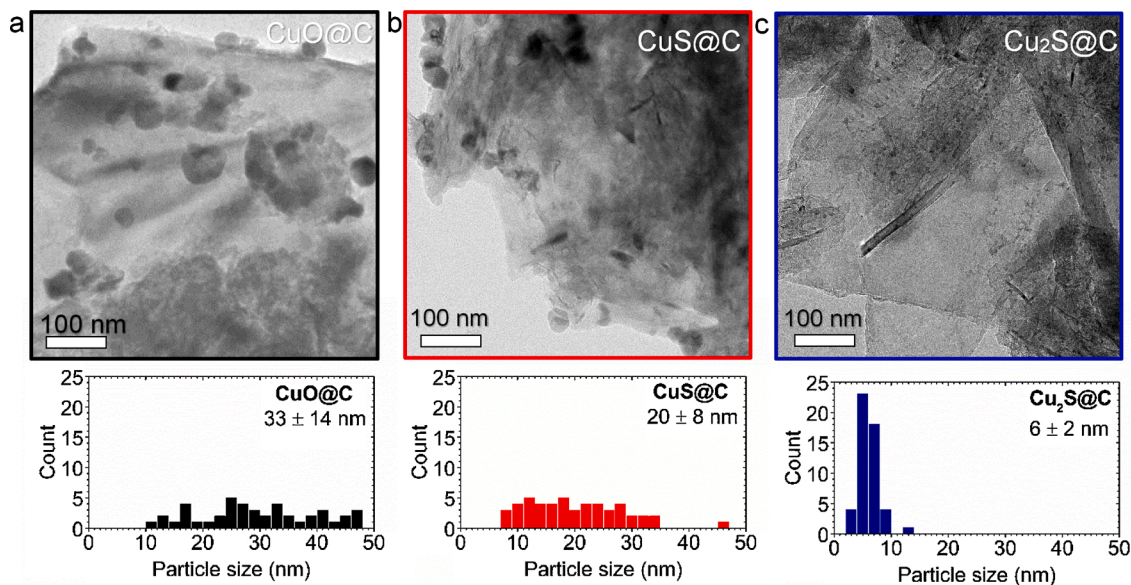 a
CuO@C
100 nm
b
CuS@C
100 nm
c
Cu₂S@C
100 nm
25
20
15
10
5
0
Count
CuO@C
33 ± 14 nm
0 10 20 30 40 50
Particle size (nm)
25
20
15
10
5
0
Count
CuS@C
20 ± 8 nm
0 10 20 30 40 50
Particle size (nm)
25
20
15
10
5
0
Count
Cu₂S@C
6 ± 2 nm
0 10 20 30 40 50
Particle size (nm)